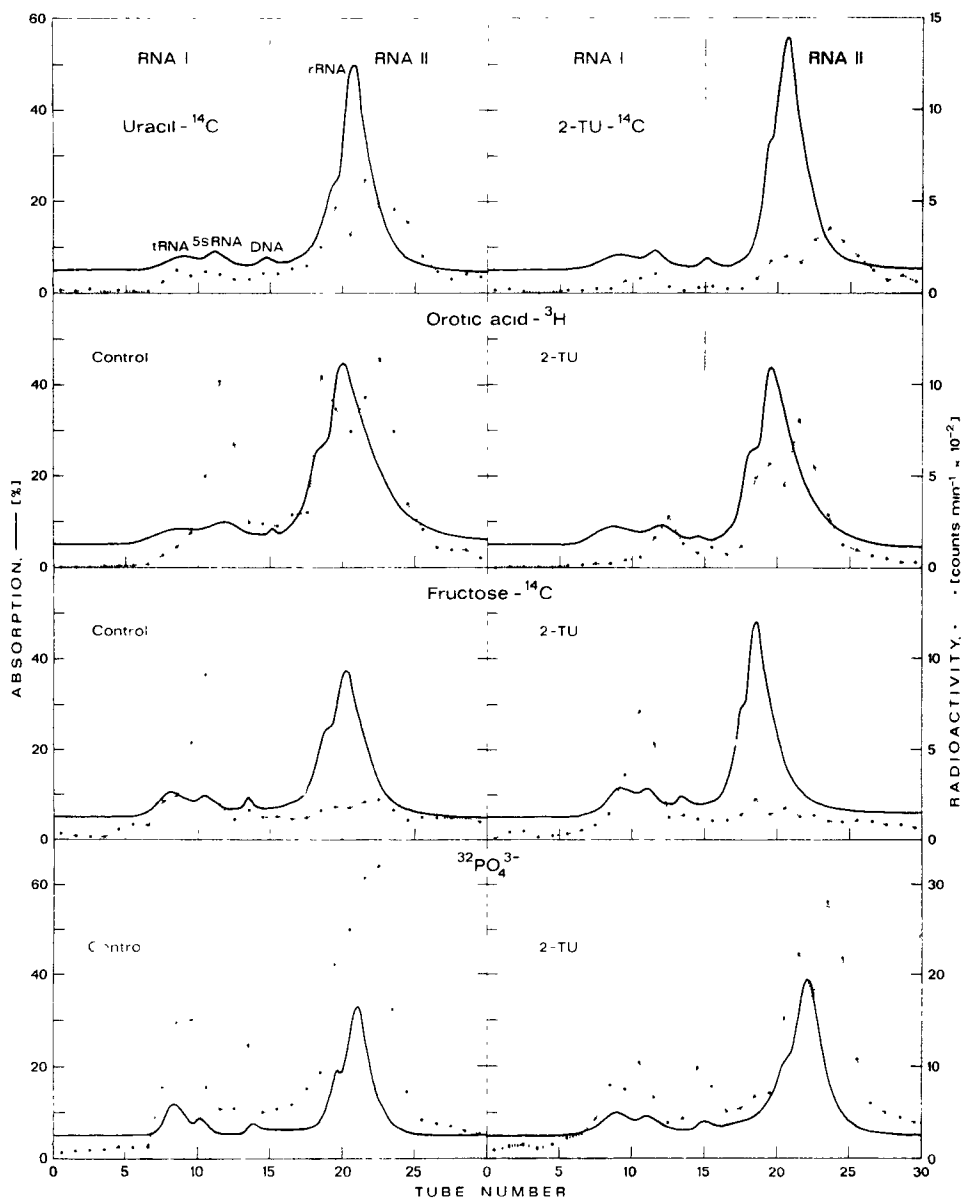 60 15
RNA I RNA II RNA I RNA II
rRNA
Uracil-¹⁴C 2-TU-¹⁴C
40 10
20 5
tRNA 5sRNA DNA
0 0
Orotic acid-³H
Control 2-TU
40 10
20 5
0 0
Fructose-¹⁴C
Control 2-TU
40 10
20 5
0 0
³²PO₄³⁻
60 30
Control 2-TU
40 20
20 10
0 0
0 5 10 15 20 0 5 10 15 20 25 30
TUBE NUMBER
ABSORPTION, —— [%]
RADIOACTIVITY, · · [counts min⁻¹ × 10⁻²]